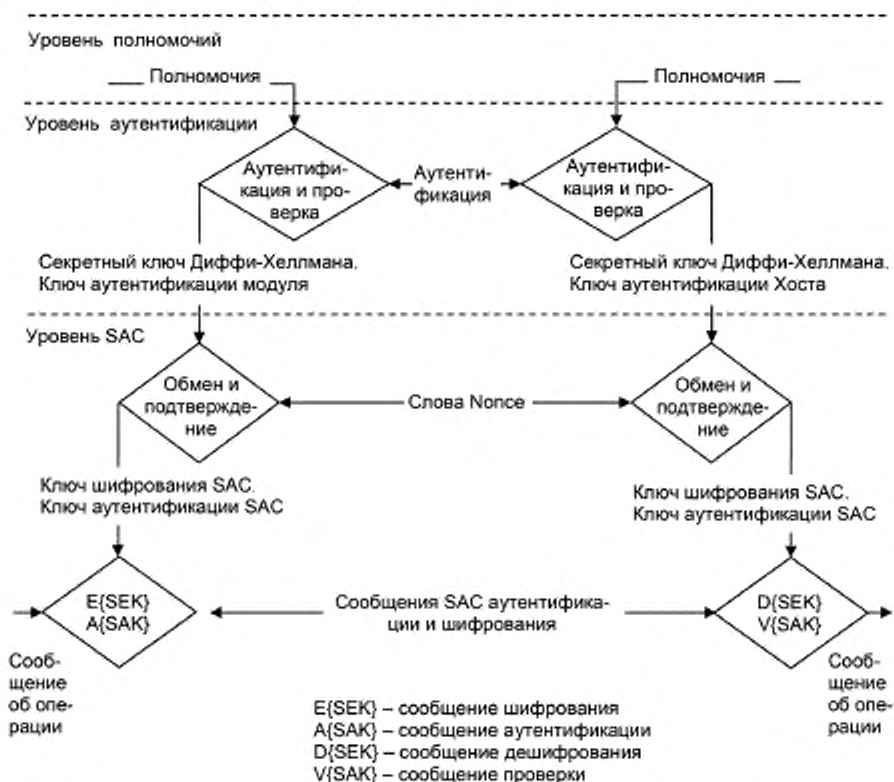 Уровень полномочий
Полномочия
Полномочия
Уровень аутентификации
Аутентифи-
кация и про-
верка
Аутенти-
фикация
Аутентифи-
кация и про-
верка
Секретный ключ Диффи-Хеллмана.
Ключ аутентификации модуля
Секретный ключ Диффи-Хеллмана.
Ключ аутентификации Хоста
Уровень SAC
Обмен и
подтвержде-
ние
Слова Nonce
Обмен и
подтвержде-
ние
Ключ шифрования SAC.
Ключ аутентификации SAC
Ключ шифрования SAC.
Ключ аутентификации SAC
E{SEK}
A{SAK}
Сообщения SAC аутентифика-
ции и шифрования
D{SEK}
V{SAK}
Сооб-
щение
об опе-
рации
Сооб-
щение
об опе-
рации
E{SEK} – сообщение шифрования
A{SAK} – сообщение аутентификации
D{SEK} – сообщение дешифрования
V{SAK} – сообщение проверки